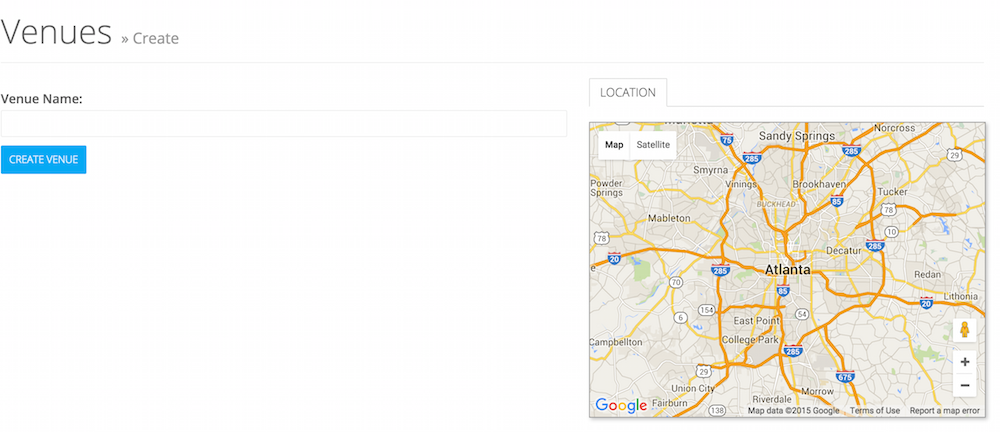 Venues » Create
Venue Name:
CREATE VENUE
LOCATION
Map Satellite
Sandy Springs
Norcross
75
285
285
29
Smyrna
Powder
Springs
Vinings
Brookhaven
Tucker
BUCKHEAD
85
78
Mableton
10
78
Decatur
285
20
285
Atlanta
Redan
70
85
Lithonia
20
154
54
6
East Point
College Park
Campbellton
285
29
675
Union City
Morrow
Riverdale
Fairburn
138
Google
Map data ©2015 Google Terms of Use Report a map error